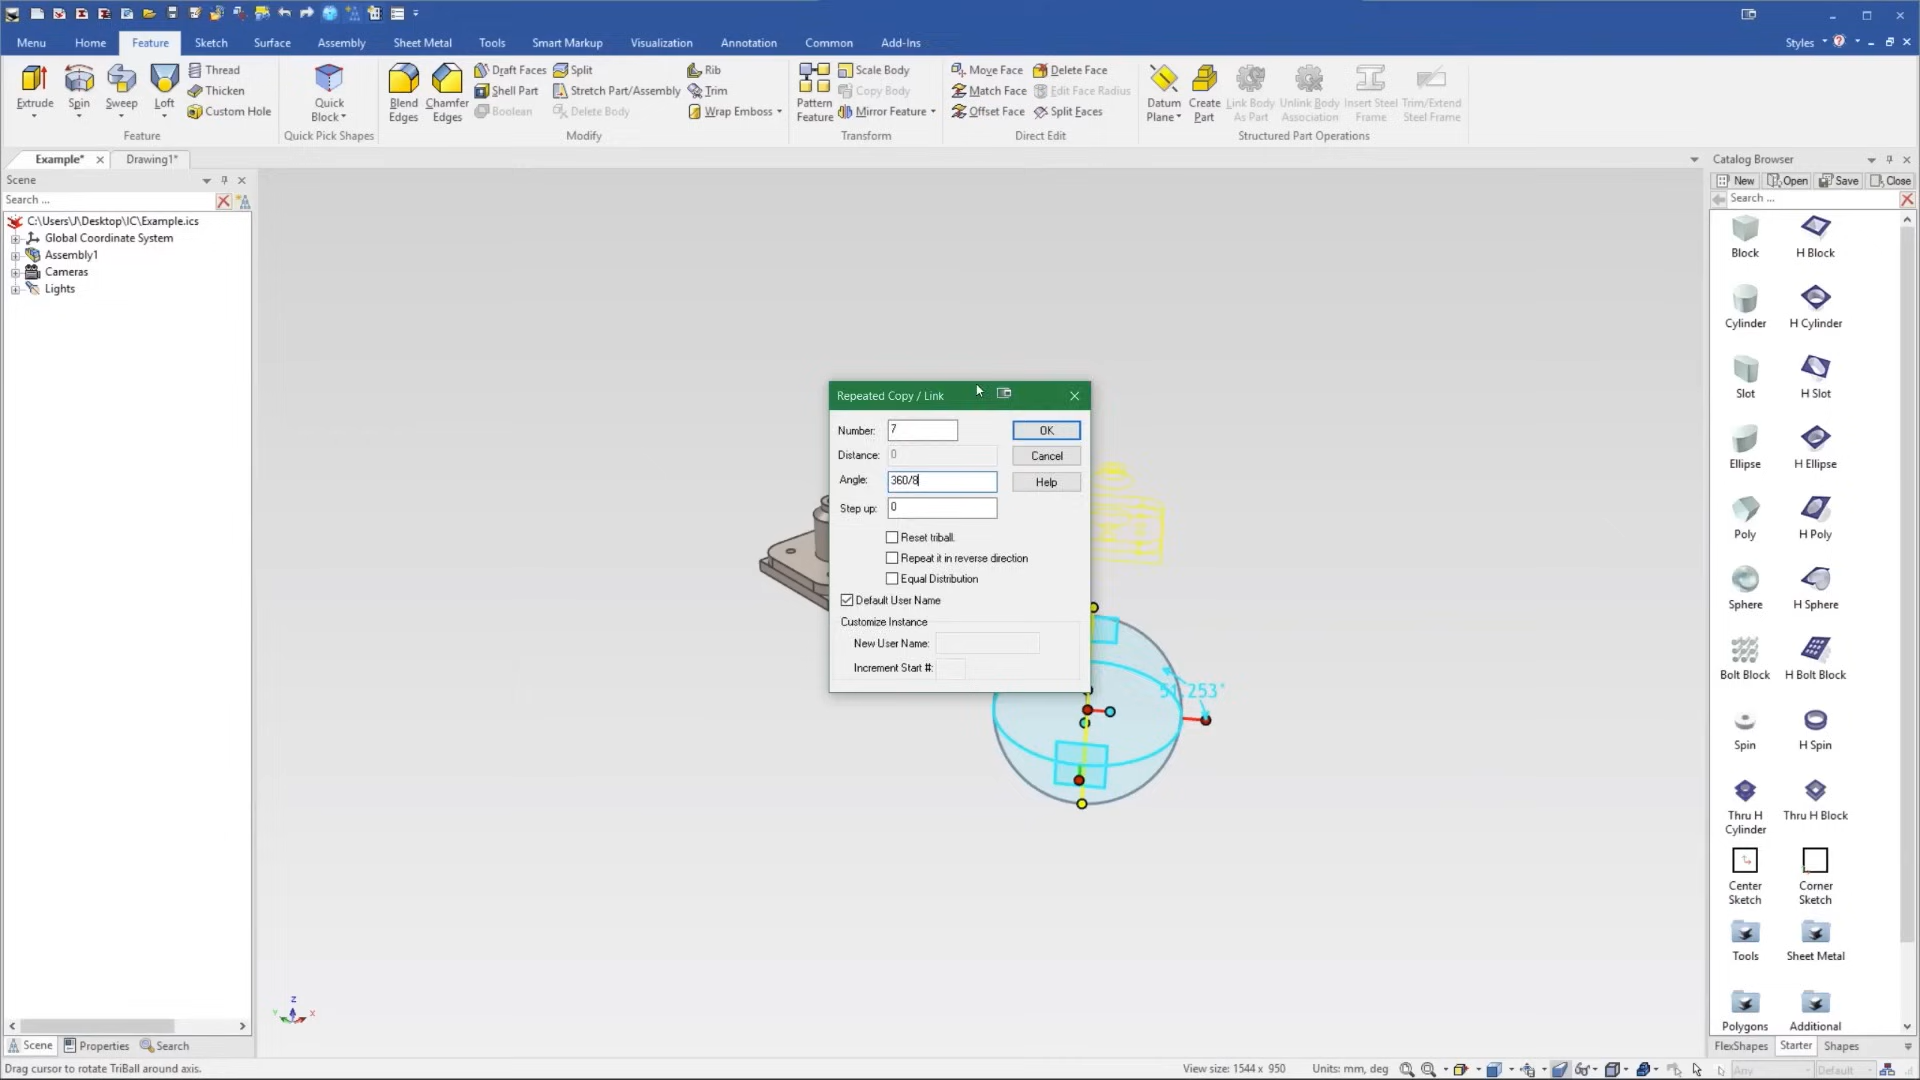 Menu Home Feature Sketch Surface Assembly Sheet Metal Tools Smart Markup Visualization Annotation Common Add-Ins Styles
Extrude Spin Sweep Loft
Thread
Thicken
Custom Hole
Feature
Quick Block
Quick Pick Shapes
Blend Edges
Chamfer Edges
Draft Faces
Shell Part
Boolean
Split
Stretch Part/Assembly
Delete Body
Rib
Trim
Wrap Emboss
Modify
Pattern Feature
Scale Body
Copy Body
Mirror Feature
Transform
Move Face
Match Face
Offset Face
Delete Face
Edit Face Radius
Split Faces
Direct Edit
Datum Plane
Create Part
Link Body As Part
Unlink Body Association
Insert Steel Frame
Trim/Extend Steel Frame
Structured Part Operations
Example* Drawing1*
Scene
Search ...
C:\Users\J\Desktop\IC\Example.ics
Global Coordinate System
Assembly1
Cameras
Lights
Scene Properties Search
Drag cursor to rotate TriBall around axis.
Z
Y
X
Repeated Copy / Link
Number: 7
OK
Distance: 0
Cancel
Angle: 360/8
Help
Step up: 0
Reset triball.
Repeat it in reverse direction
Equal Distribution
Default User Name
Customize Instance
New User Name:
Increment Start #:
51.253°
Catalog Browser
New Open Save Close
Search ...
Block H Block
Cylinder H Cylinder
Slot H Slot
Ellipse H Ellipse
Poly H Poly
Sphere H Sphere
Bolt Block H Bolt Block
Spin H Spin
Thru H Cylinder
Thru H Block
Center Sketch
Corner Sketch
Tools Sheet Metal
Polygons Additional
FlexShapes Starter Shapes
View size: 1544 x 950 Units: mm, deg
Any Default